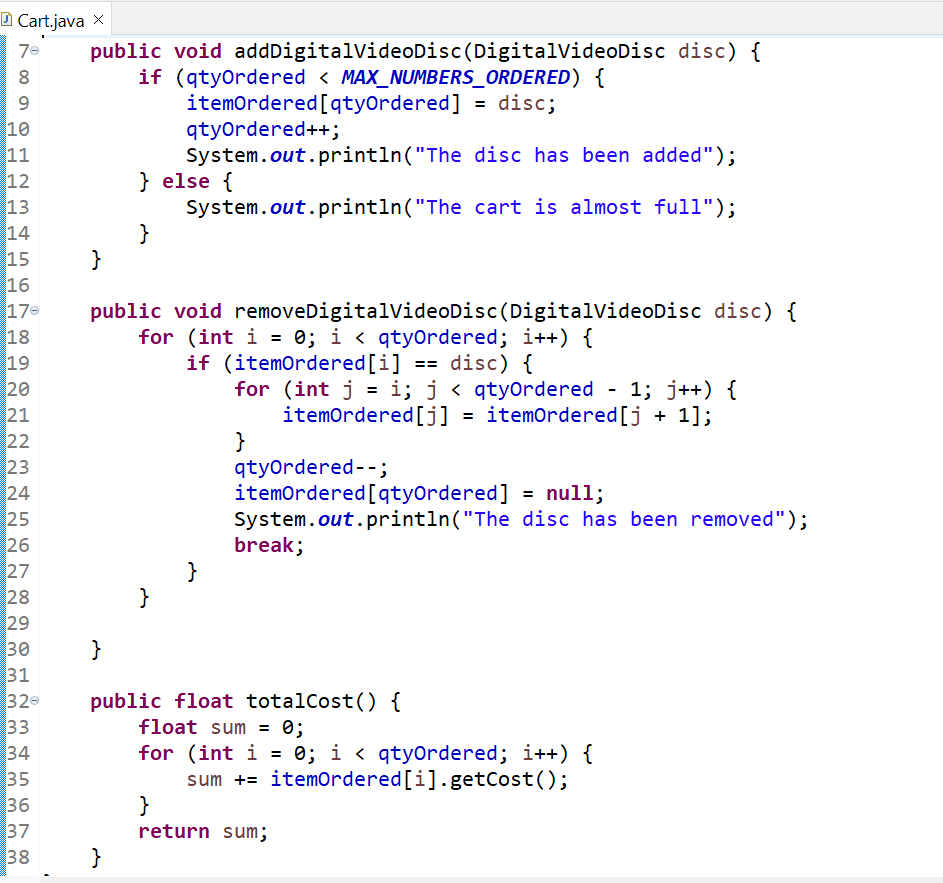 Cart.java
7 public void addDigitalVideoDisc(DigitalVideoDisc disc) {
8 if (qtyOrdered < MAX_NUMBERS_ORDERED) {
9 itemOrdered[qtyOrdered] = disc;
10 qtyOrdered++;
11 System.out.println("The disc has been added");
12 } else {
13 System.out.println("The cart is almost full");
14 }
15 }
16
17 public void removeDigitalVideoDisc(DigitalVideoDisc disc) {
18 for (int i = 0; i < qtyOrdered; i++) {
19 if (itemOrdered[i] == disc) {
20 for (int j = i; j < qtyOrdered - 1; j++) {
21 itemOrdered[j] = itemOrdered[j + 1];
22 }
23 qtyOrdered--;
24 itemOrdered[qtyOrdered] = null;
25 System.out.println("The disc has been removed");
26 break;
27 }
28 }
29
30 }
31
32 public float totalCost() {
33 float sum = 0;
34 for (int i = 0; i < qtyOrdered; i++) {
35 sum += itemOrdered[i].getCost();
36 }
37 return sum;
38 }